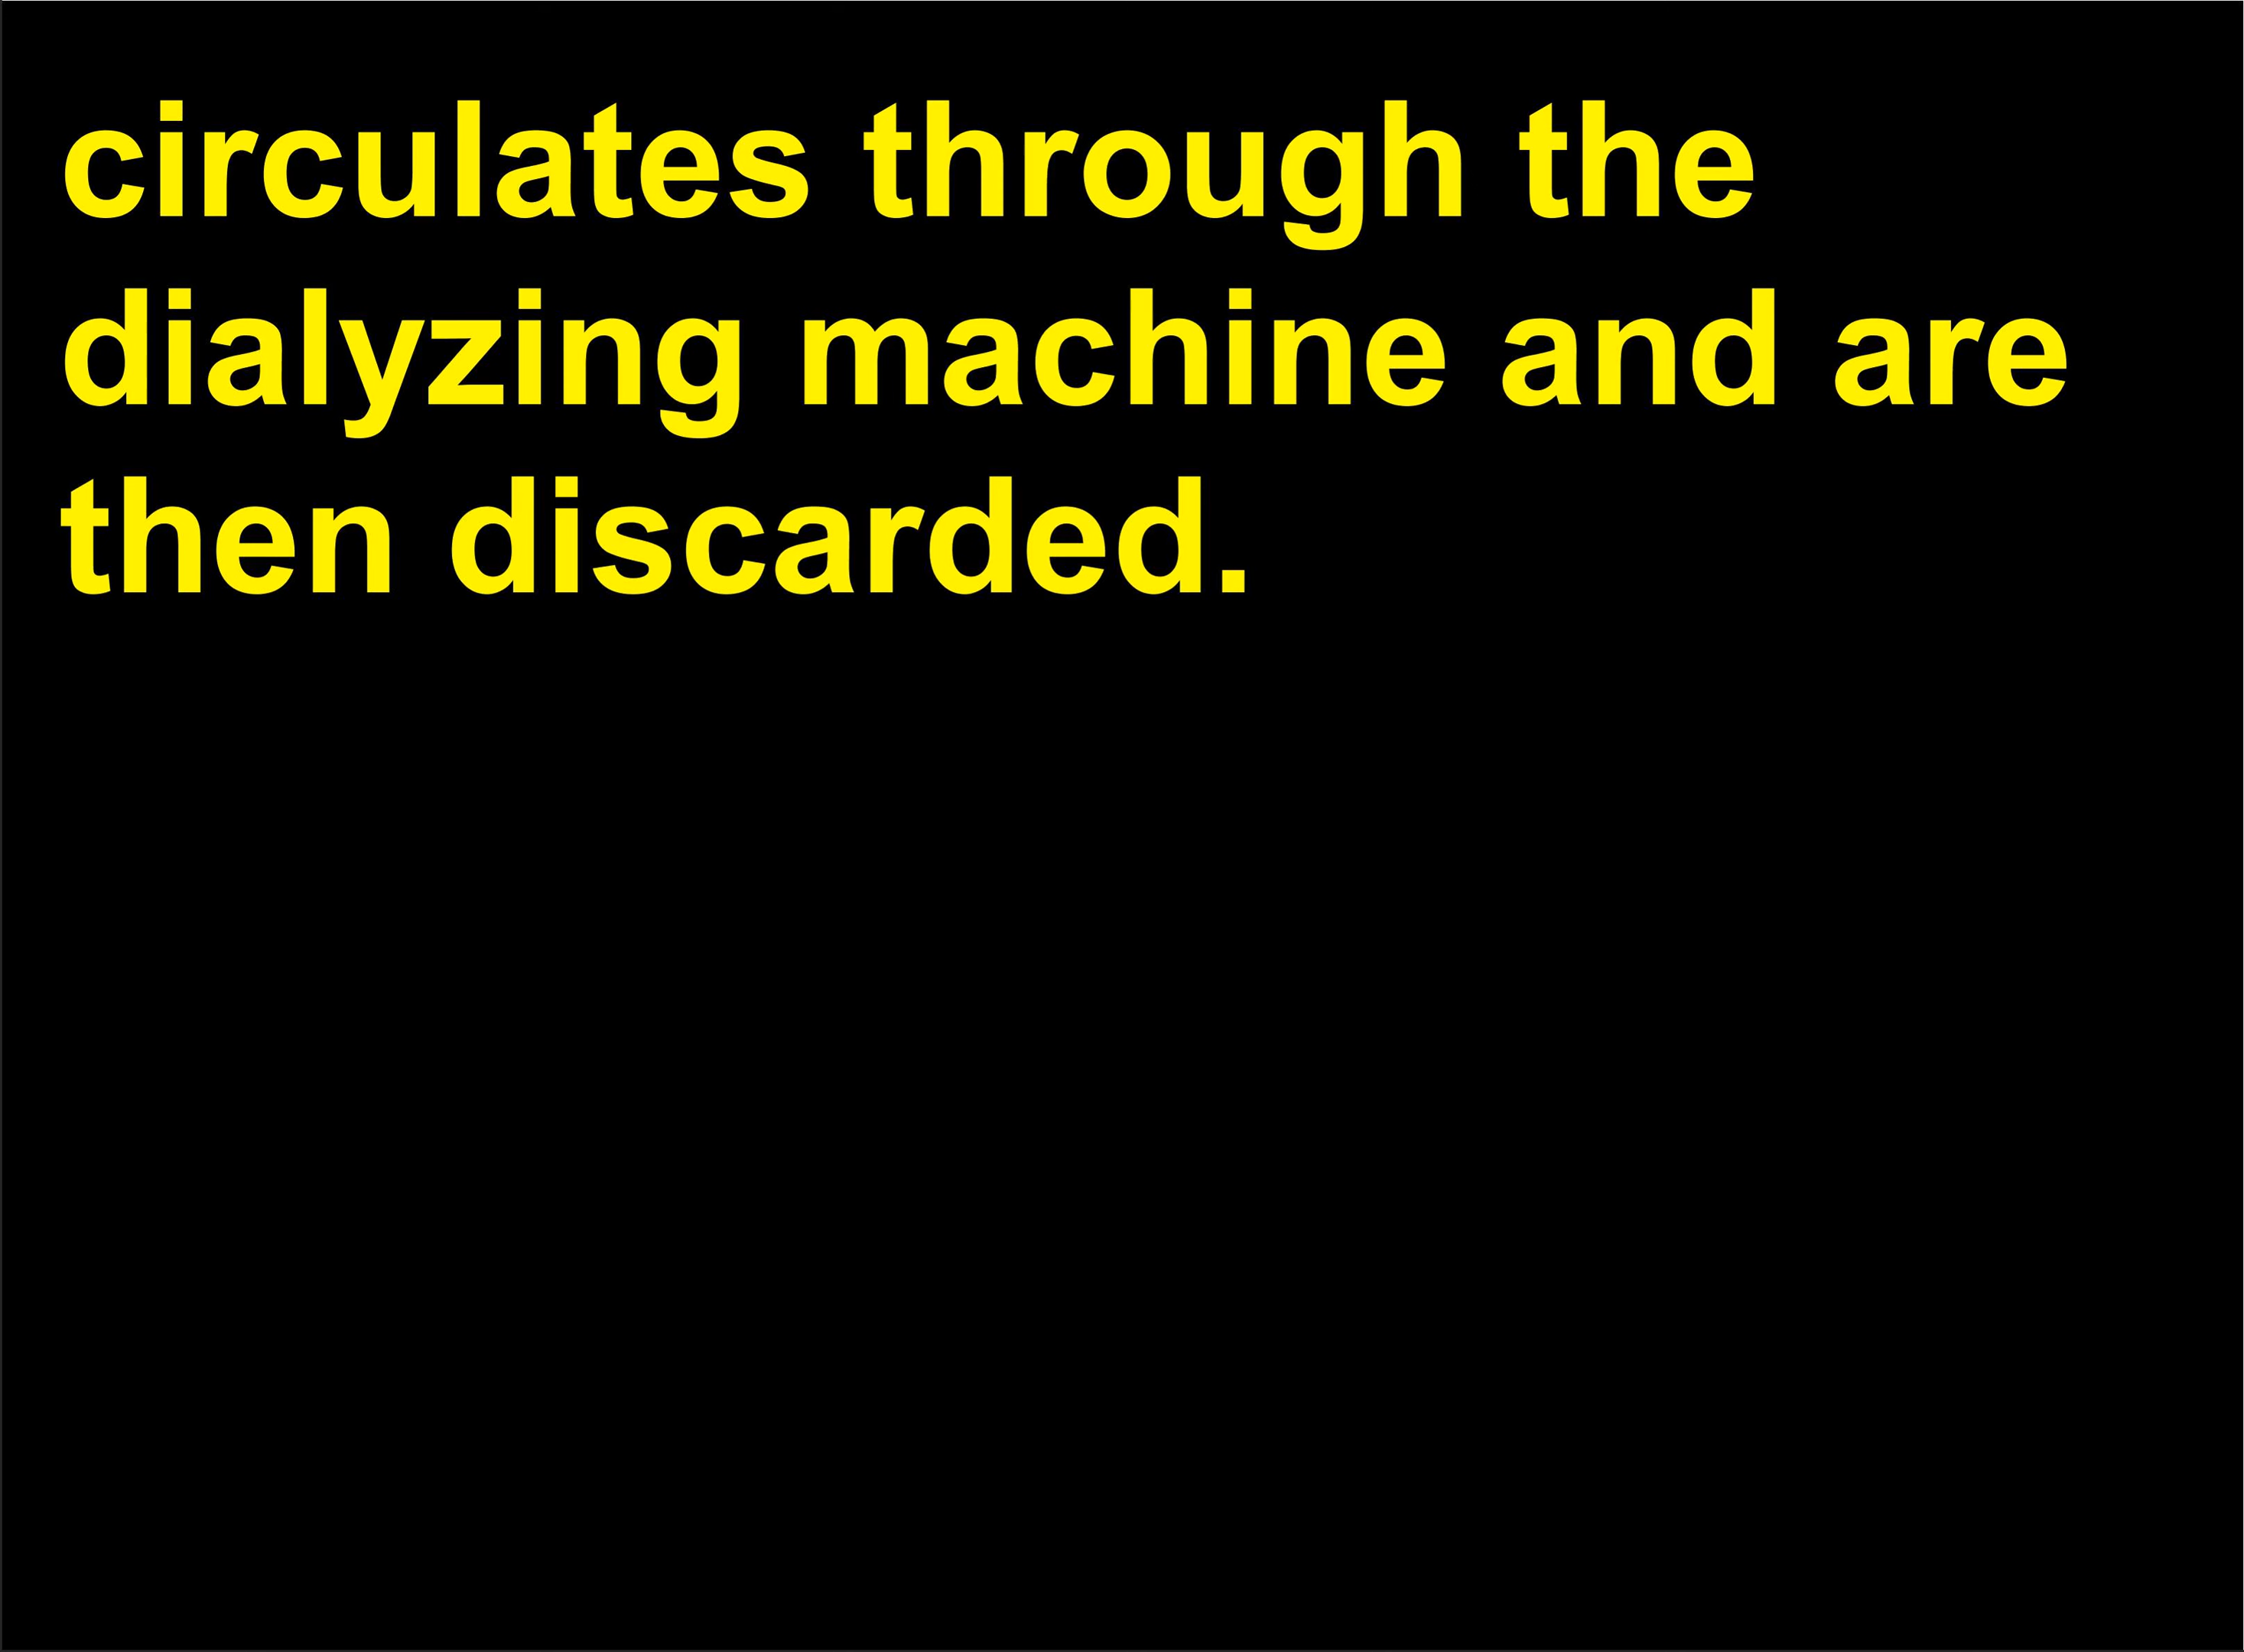 circulates through the
dialyzing machine and are
then discarded.